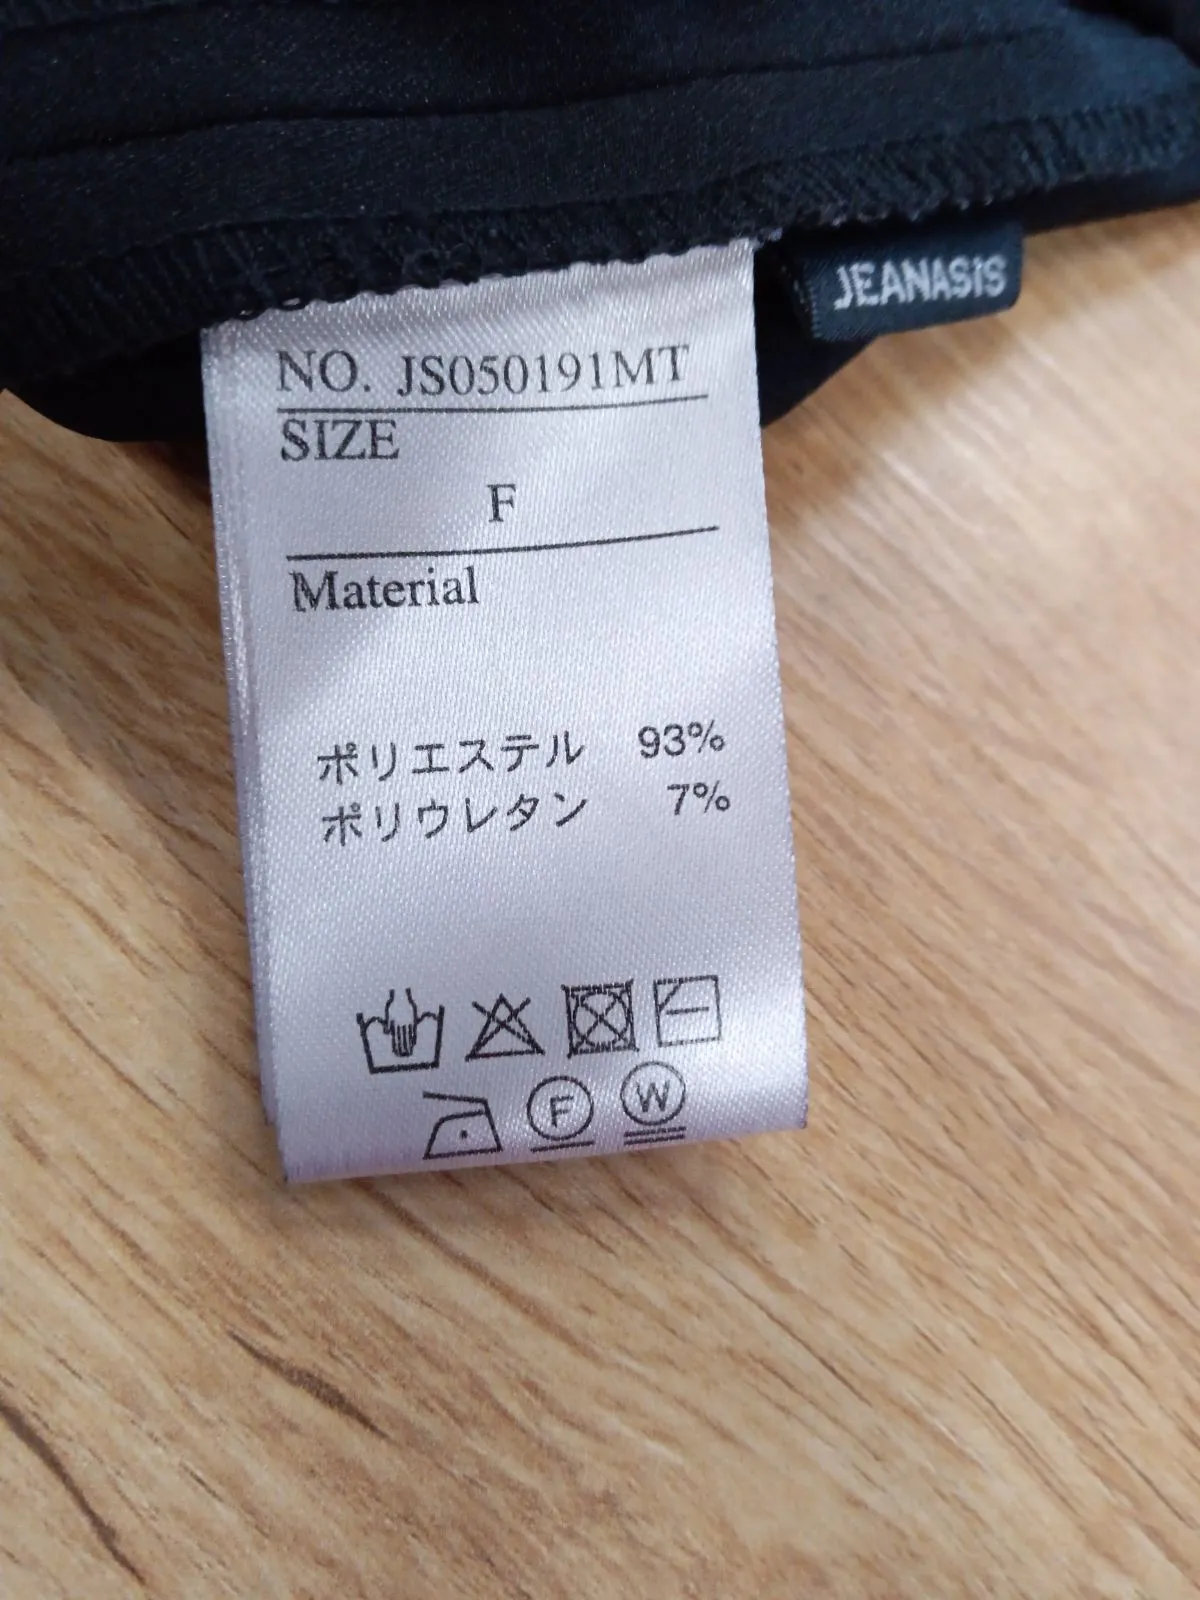 JEANASIS
NO. JS050191MT
SIZE
F
Material
ポリエステル 93%
ポリウレタン 7%
F W